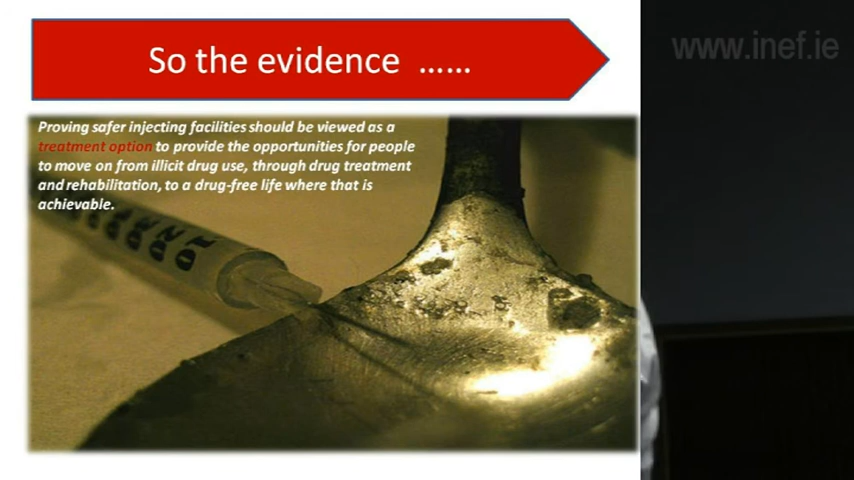 So the evidence ......
www.inef.ie
Proving safer injecting facilities should be viewed as a
treatment option to provide the opportunities for people
to move on from illicit drug use, through drug treatment
and rehabilitation, to a drug-free life where that is
achievable.